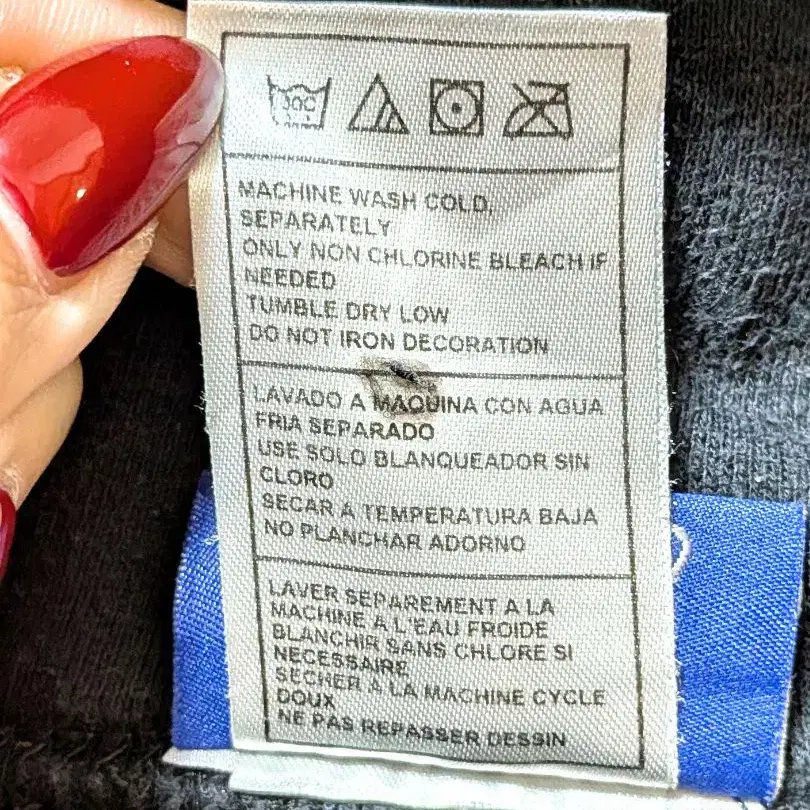 30C
MACHINE WASH COLD,
SEPARATELY
ONLY NON CHLORINE BLEACH IF
NEEDED
TUMBLE DRY LOW
DO NOT IRON DECORATION
LAVADO A MAQUINA CON AGUA
FRIA SEPARADO
USE SOLO BLANQUEADOR SIN
CLORO
SECAR A TEMPERATURA BAJA
NO PLANCHAR ADORNO
LAVER SEPAREMENT A LA
MACHINE A L'EAU FROIDE
BLANCHIR SANS CHLORE SI
NECESSAIRE
SECHER A LA MACHINE CYCLE
DOUX
NE PAS REPASSER DESSIN